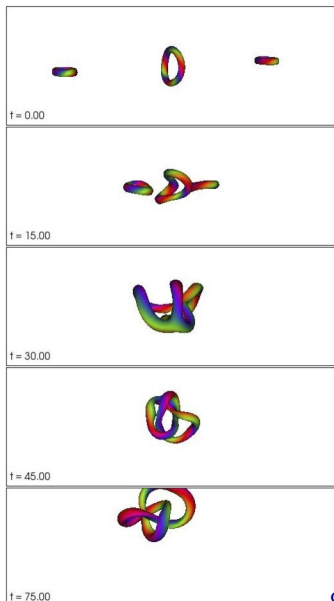 t = 0.00
t = 15.00
t = 30.00
t = 45.00
t = 75.00